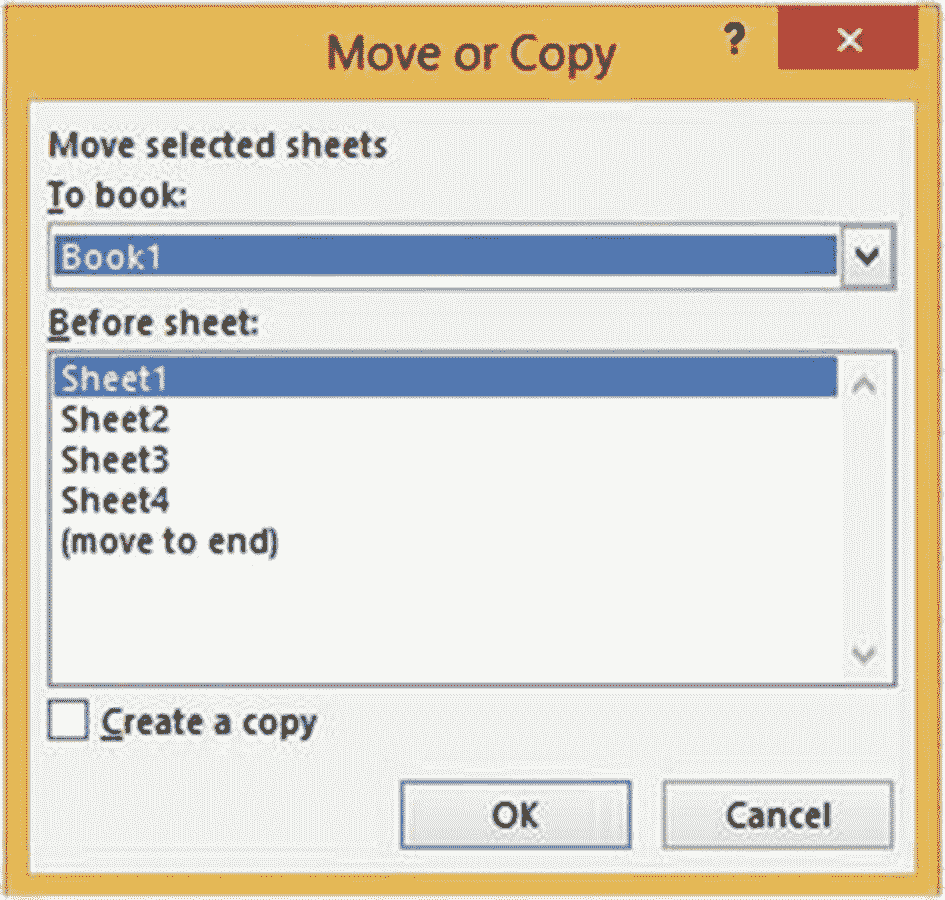 Move or Copy ?
Move selected sheets
To book:
Book1
Before sheet:
Sheet1
Sheet2
Sheet3
Sheet4
(move to end)
Create a copy
OK Cancel